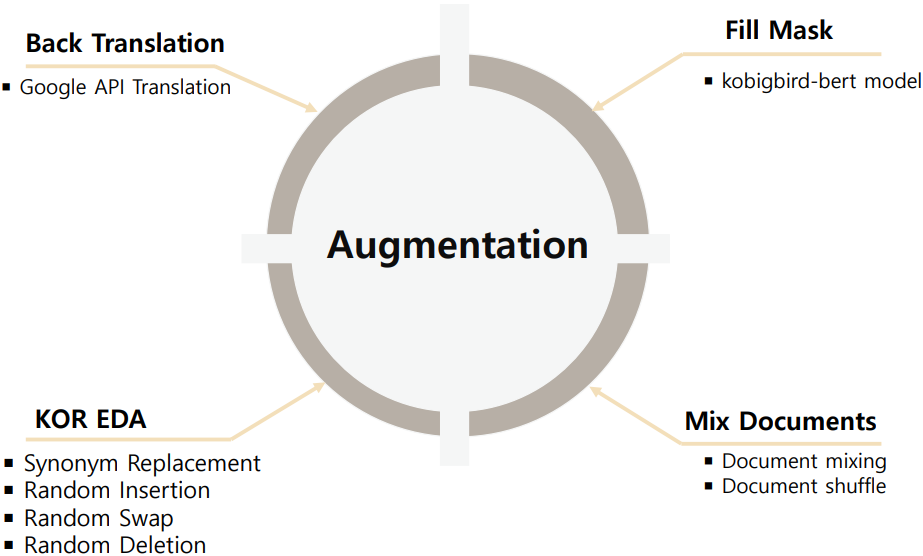 Back Translation
▪ Google API Translation
Fill Mask
▪ kobigbird-bert model
Augmentation
KOR EDA
▪ Synonym Replacement
▪ Random Insertion
▪ Random Swap
▪ Random Deletion
Mix Documents
▪ Document mixing
▪ Document shuffle